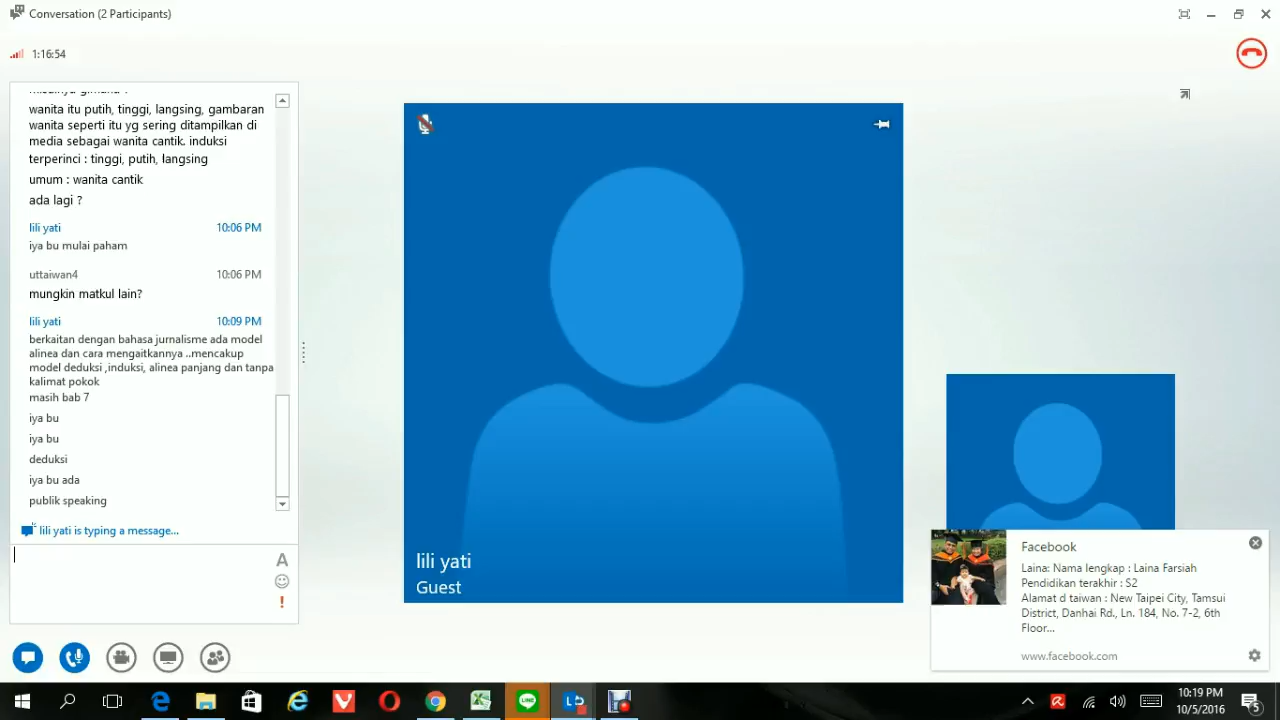 Conversation (2 Participants)
1:16:54
wanita itu putih, tinggi, langsing, gambaran
wanita seperti itu yg sering ditampilkan di
media sebagai wanita cantik. induksi
terperinci : tinggi, putih, langsing
umum : wanita cantik
ada lagi ?
lili yati 10:06 PM
iya bu mulai paham
uttaiwan4 10:06 PM
mungkin matkul lain?
lili yati 10:09 PM
berkaitan dengan bahasa jurnalisme ada model
alinea dan cara mengaitkannya ..mencakup
model deduksi ,induksi, alinea panjang dan tanpa
kalimat pokok
masih bab 7
iya bu
iya bu
deduksi
iya bu ada
publik speaking
lili yati is typing a message...
A
!
lili yati
Guest
Facebook
Laina: Nama lengkap : Laina Farsiah
Pendidikan terakhir : S2
Alamat d taiwan : New Taipei City, Tamsui
District, Danhai Rd., Ln. 184, No. 7-2, 6th
Floor...
www.facebook.com
LINE
10:19 PM
10/5/2016
5